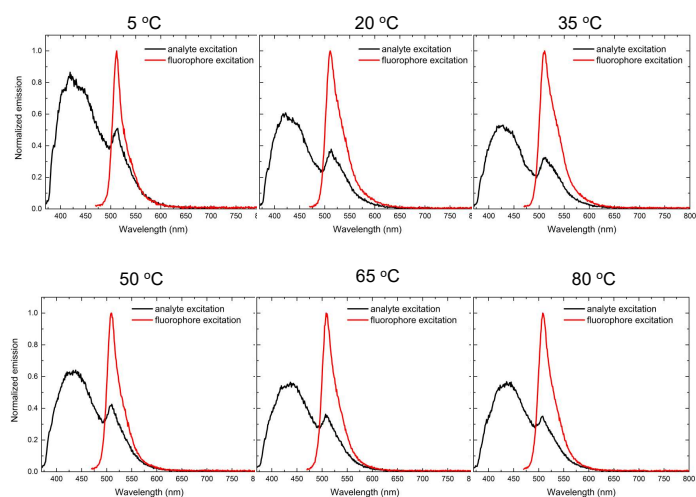 5 °C 20 °C 35 °C
analyte excitation
fluorophore excitation
analyte excitation
fluorophore excitation
analyte excitation
fluorophore excitation
Normalized emission
1.0
0.8
0.6
0.4
0.2
0.0
400 450 500 550 600 650 700 750
400 450 500 550 600 650 700 750
400 450 500 550 600 650 700 750 800
Wavelength (nm) Wavelength (nm) Wavelength (nm)
50 °C 65 °C 80 °C
analyte excitation
fluorophore excitation
analyte excitation
fluorophore excitation
analyte excitation
fluorophore excitation
Normalized emission
1.0
0.8
0.6
0.4
0.2
0.0
400 450 500 550 600 650 700 750
400 450 500 550 600 650 700 750
400 450 500 550 600 650 700 750
Wavelength (nm) Wavelength (nm) Wavelength (nm)